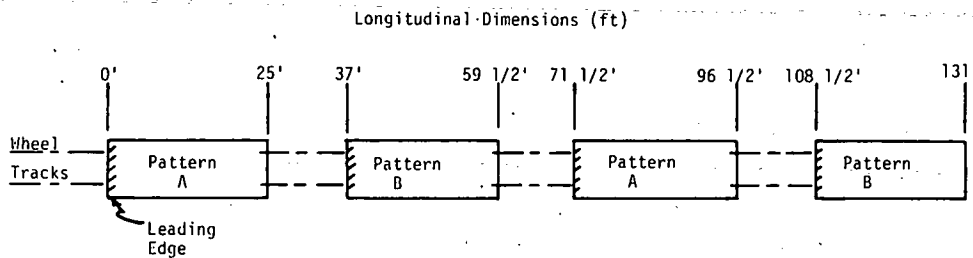 Longitudinal Dimensions (ft)
0' 25' 37' 59 1/2' 71 1/2' 96 1/2' 108 1/2' 131
Wheel
Tracks
Pattern
A
Pattern
B
Pattern
A
Pattern
B
Leading
Edge